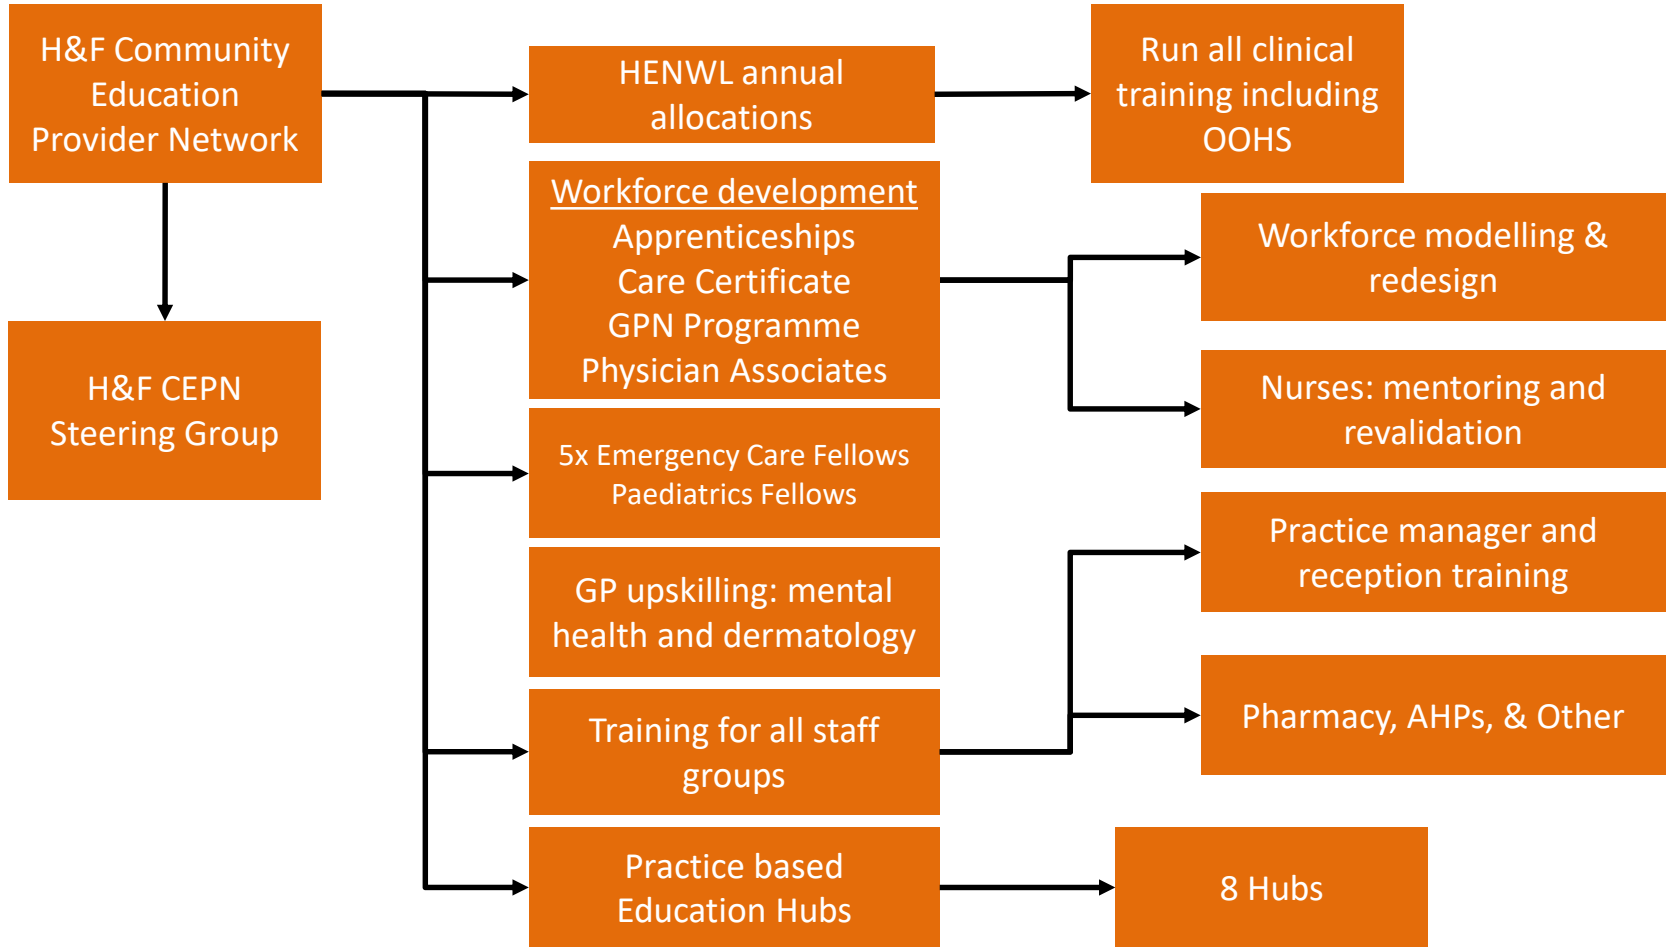 H&F Community
Education
Provider Network
H&F CEPN
Steering Group
HENWL annual
allocations
Run all clinical
training including
OOHS
Workforce development
Apprenticeships
Care Certificate
GPN Programme
Physician Associates
Workforce modelling &
redesign
Nurses: mentoring and
revalidation
5x Emergency Care Fellows
Paediatrics Fellows
GP upskilling: mental
health and dermatology
Training for all staff
groups
Practice manager and
reception training
Pharmacy, AHPs, & Other
Practice based
Education Hubs
8 Hubs